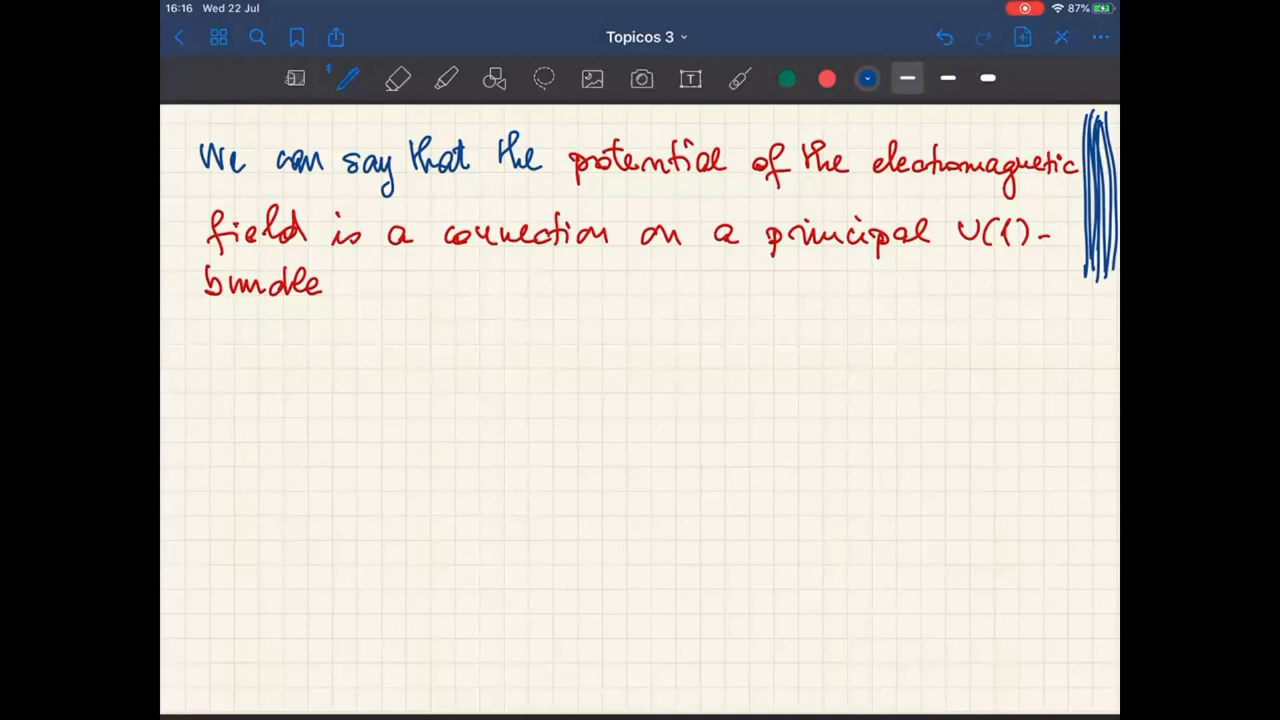 16:16 Wed 22 Jul
87%
Topicos 3
T
We can say that the potential of the electromagnetic
field is a connection on a principal U(1)-
bundle